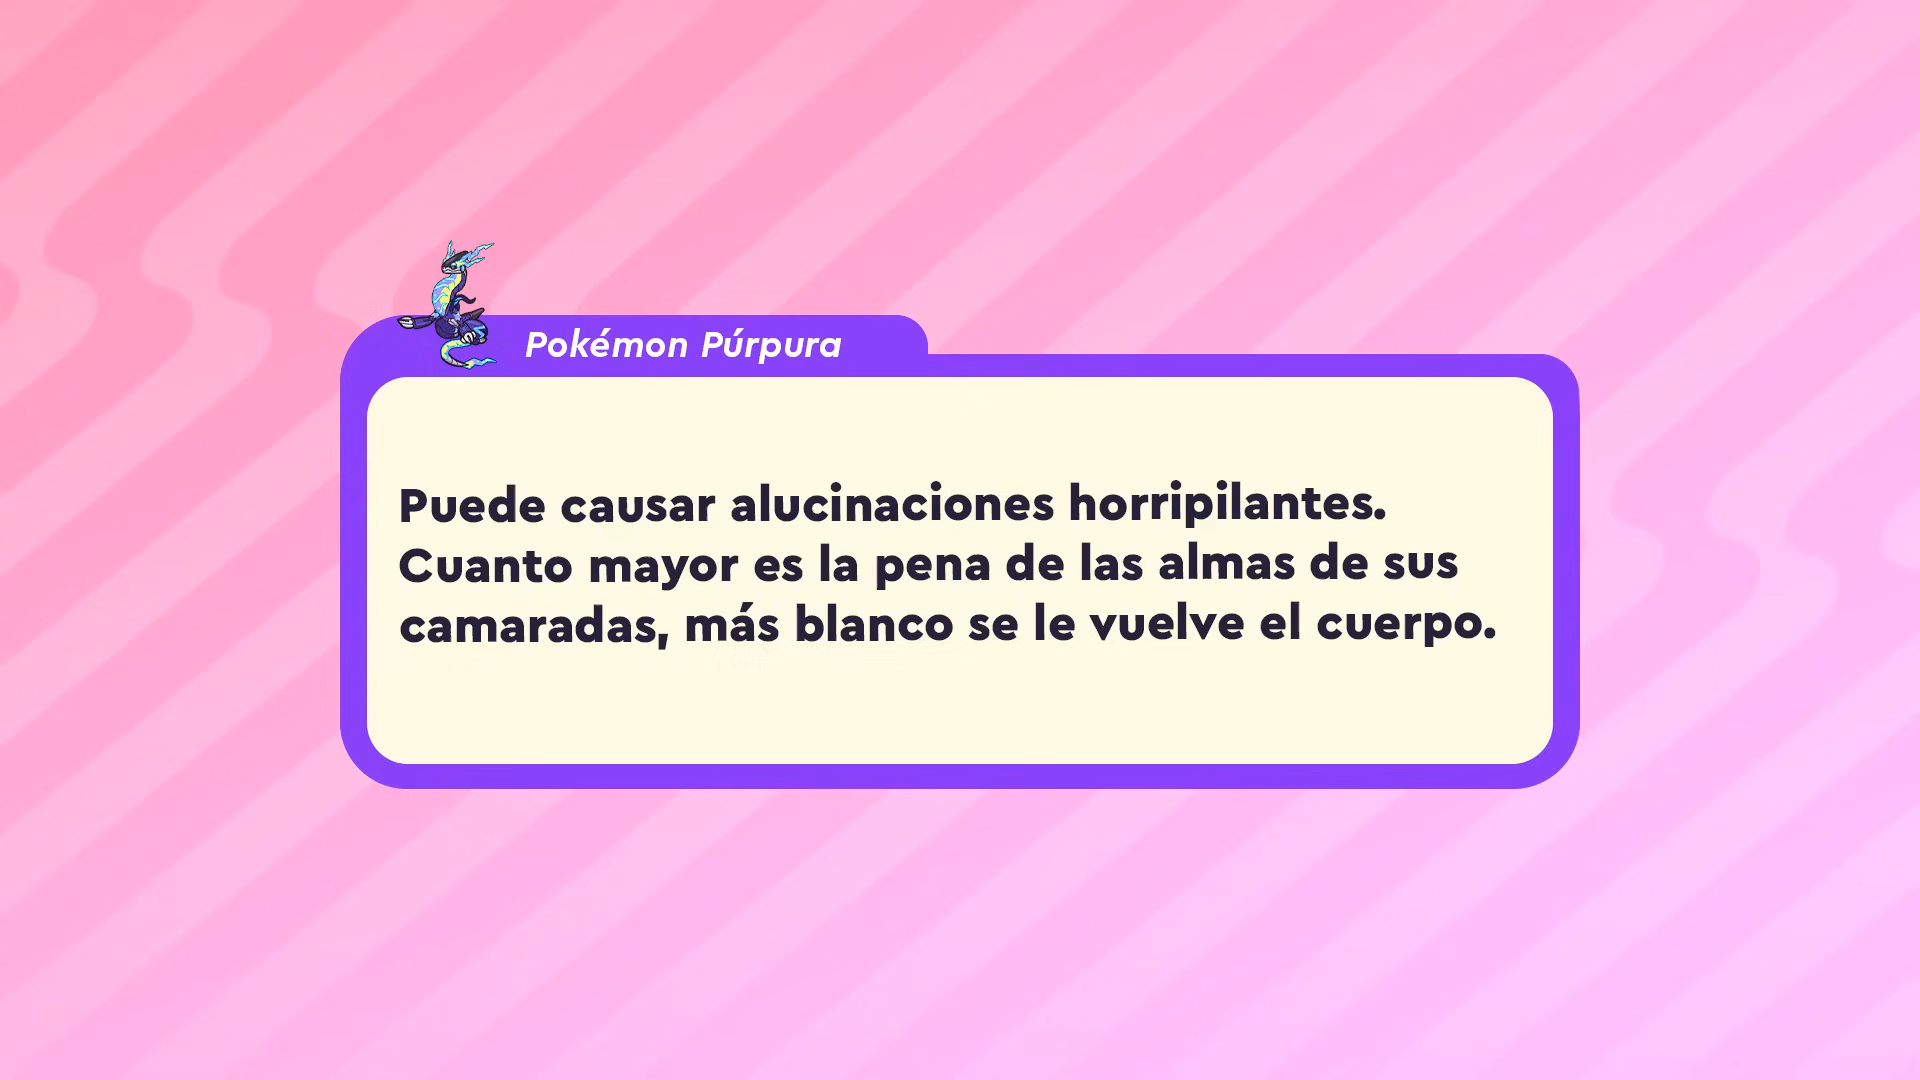 Pokémon Púrpura
Puede causar alucinaciones horripilantes.
Cuanto mayor es la pena de las almas de sus
camaradas, más blanco se le vuelve el cuerpo.